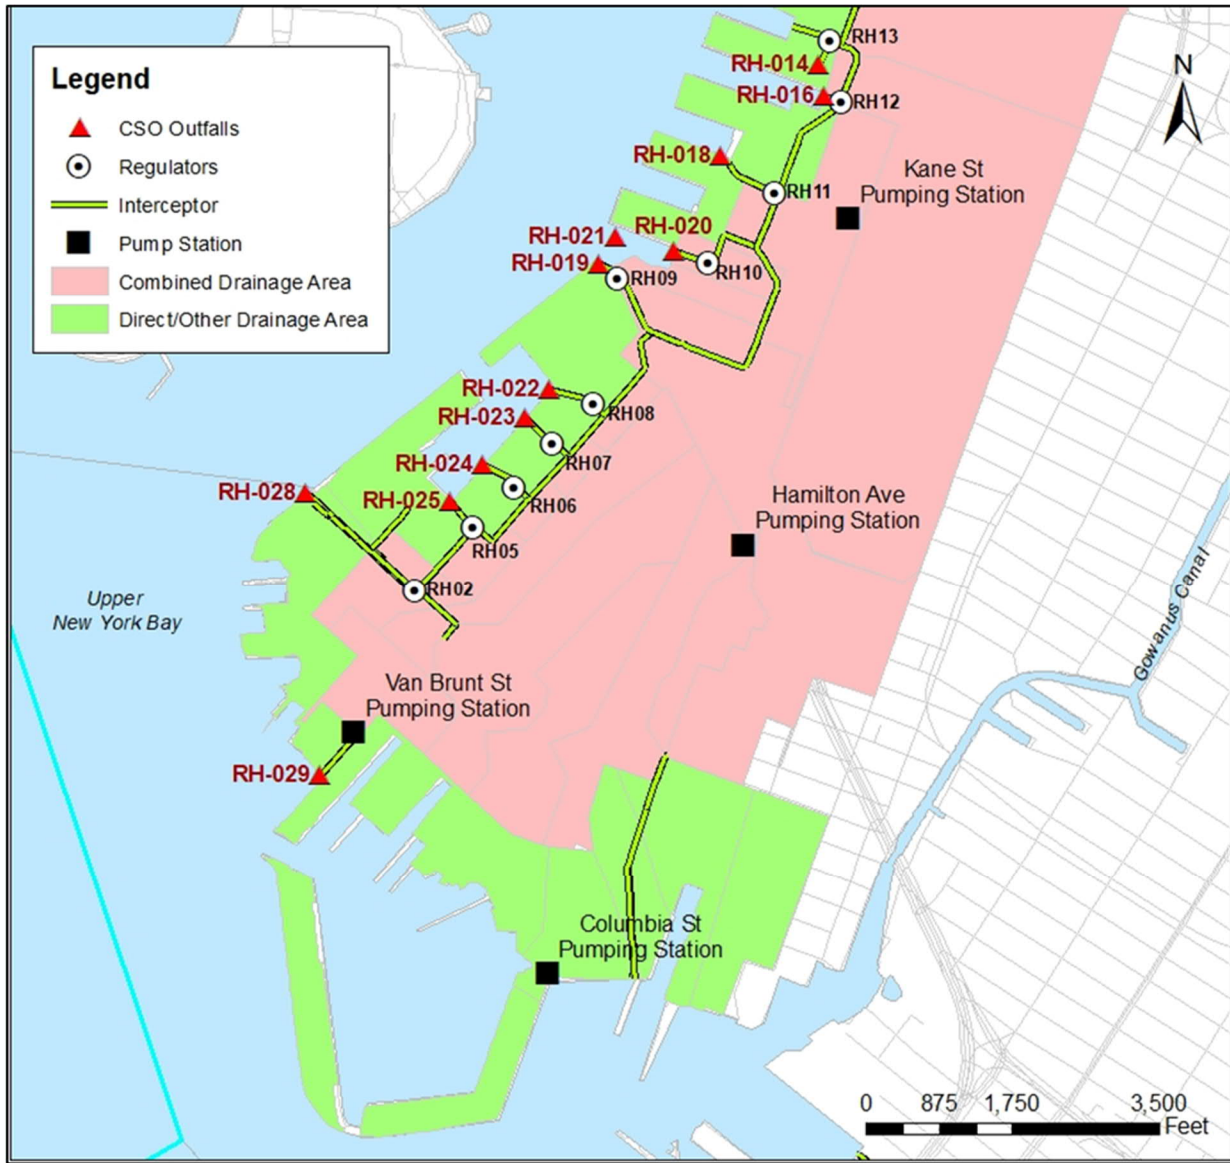 Legend
CSO Outfalls
Regulators
Interceptor
Pump Station
Combined Drainage Area
Direct/Other Drainage Area
N
RH13
RH-014
RH-016
RH12
RH-018
RH11
Kane St
Pumping Station
RH-020
RH-021
RH-019
RH10
RH09
RH-022
RH08
RH-023
RH07
RH-024
RH06
RH-028
RH-025
RH05
Hamilton Ave
Pumping Station
RH02
Upper
New York Bay
Gowanus Canal
Van Brunt St
Pumping Station
RH-029
Columbia St
Pumping Station
0 875 1,750 3,500
Feet